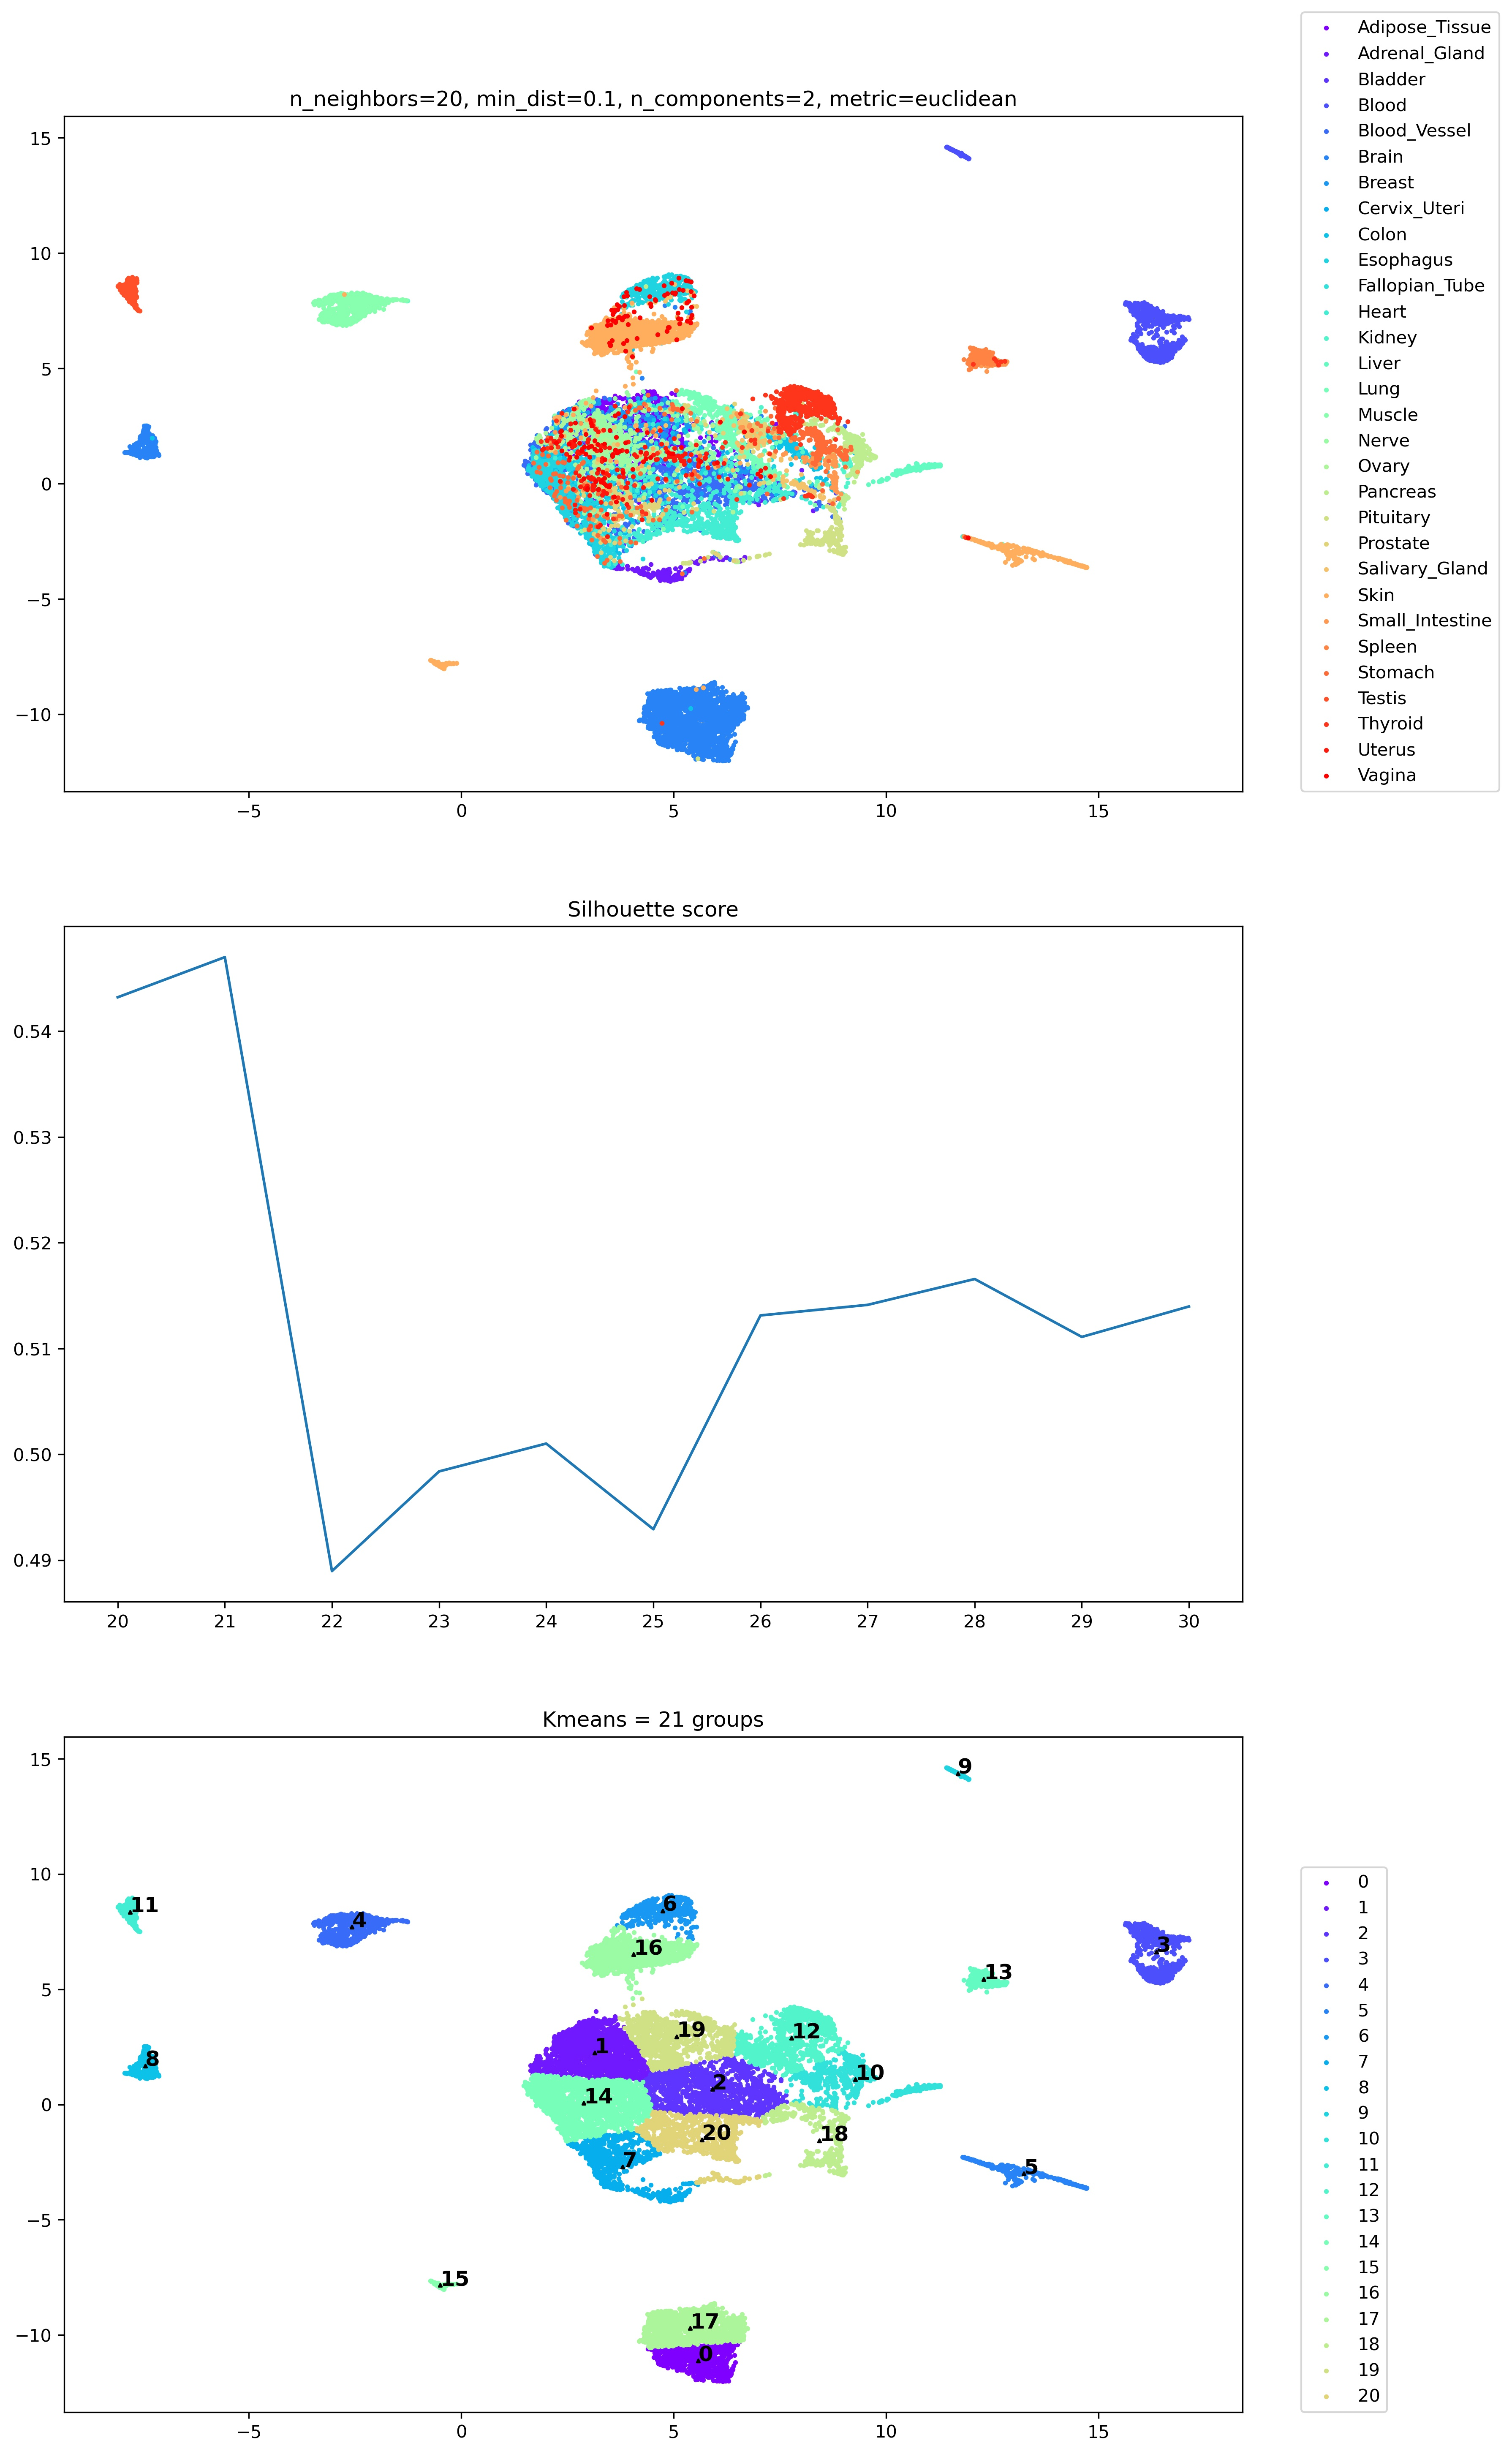 n_neighbors=20, min_dist=0.1, n_components=2, metric=euclidean
15
10
5
0
−5
−10
−5
0
5
10
15
Adipose_Tissue
Adrenal_Gland
Bladder
Blood
Blood_Vessel
Brain
Breast
Cervix_Uteri
Colon
Esophagus
Fallopian_Tube
Heart
Kidney
Liver
Lung
Muscle
Nerve
Ovary
Pancreas
Pituitary
Prostate
Salivary_Gland
Skin
Small_Intestine
Spleen
Stomach
Testis
Thyroid
Uterus
Vagina
Silhouette score
0.54
0.53
0.52
0.51
0.50
0.49
20
21
22
23
24
25
26
27
28
29
30
Kmeans = 21 groups
15
10
5
0
−5
−10
−5
0
5
10
15
9
11
4
6
16
3
13
19
12
1
8
2
10
14
20
18
7
5
15
17
0
0
1
2
3
4
5
6
7
8
9
10
11
12
13
14
15
16
17
18
19
20